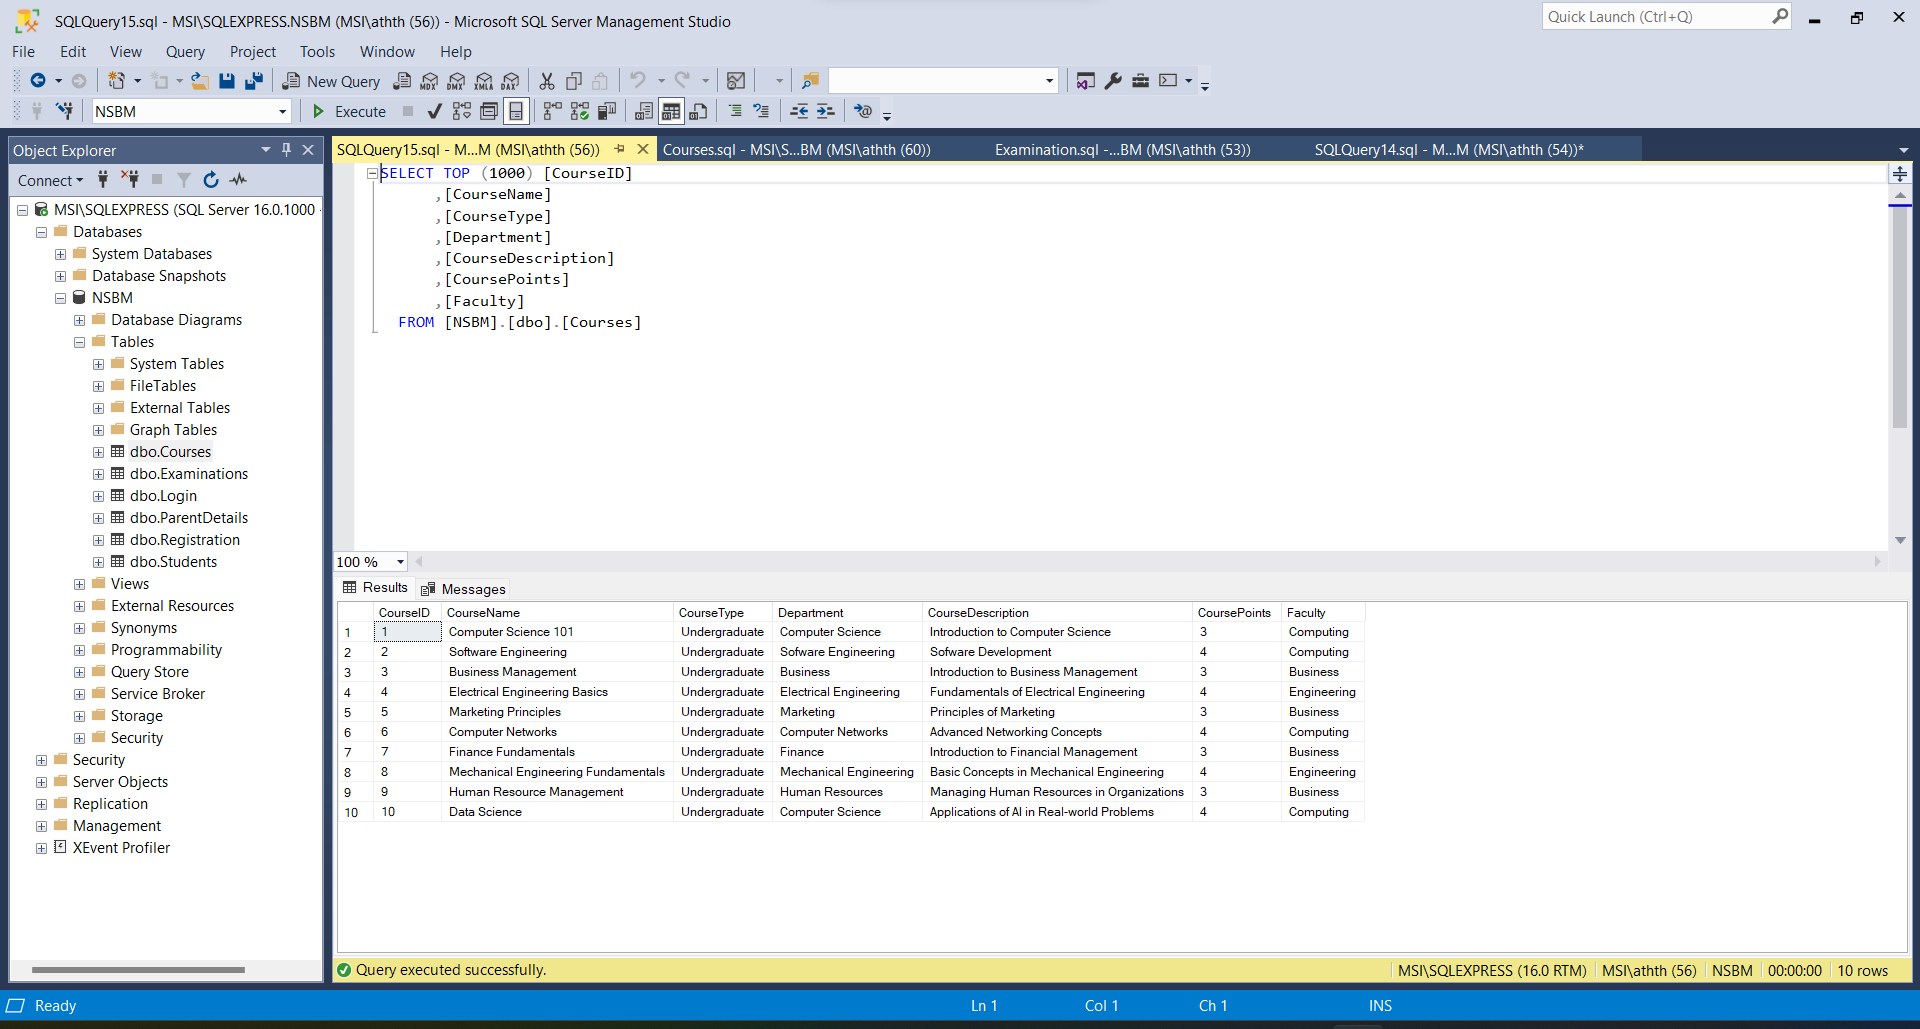 SQLQuery15.sql - MSI\SQLEXPRESS.NSBM (MSI\athth (56)) - Microsoft SQL Server Management Studio
Quick Launch (Ctrl+Q)
File Edit View Query Project Tools Window Help
New Query MDX DMX XMLA DAX
NSBM Execute
Object Explorer
Connect
MSI\SQLEXPRESS (SQL Server 16.0.1000 -
Databases
System Databases
Database Snapshots
NSBM
Database Diagrams
Tables
System Tables
FileTables
External Tables
Graph Tables
dbo.Courses
dbo.Examinations
dbo.Login
dbo.ParentDetails
dbo.Registration
dbo.Students
Views
External Resources
Synonyms
Programmability
Query Store
Service Broker
Storage
Security
Security
Server Objects
Replication
Management
XEvent Profiler
SQLQuery15.sql - M...M (MSI\athth (56)) Courses.sql - MSI\S...BM (MSI\athth (60)) Examination.sql -...BM (MSI\athth (53)) SQLQuery14.sql - M...M (MSI\athth (54))*
SELECT TOP (1000) [CourseID]
,[CourseName]
,[CourseType]
,[Department]
,[CourseDescription]
,[CoursePoints]
,[Faculty]
FROM [NSBM].[dbo].[Courses]
100 %
Results Messages
CourseID CourseName CourseType Department CourseDescription CoursePoints Faculty
1 1 Computer Science 101 Undergraduate Computer Science Introduction to Computer Science 3 Computing
2 2 Software Engineering Undergraduate Sofware Engineering Sofware Development 4 Computing
3 3 Business Management Undergraduate Business Introduction to Business Management 3 Business
4 4 Electrical Engineering Basics Undergraduate Electrical Engineering Fundamentals of Electrical Engineering 4 Engineering
5 5 Marketing Principles Undergraduate Marketing Principles of Marketing 3 Business
6 6 Computer Networks Undergraduate Computer Networks Advanced Networking Concepts 4 Computing
7 7 Finance Fundamentals Undergraduate Finance Introduction to Financial Management 3 Business
8 8 Mechanical Engineering Fundamentals Undergraduate Mechanical Engineering Basic Concepts in Mechanical Engineering 4 Engineering
9 9 Human Resource Management Undergraduate Human Resources Managing Human Resources in Organizations 3 Business
10 10 Data Science Undergraduate Computer Science Applications of AI in Real-world Problems 4 Computing
Query executed successfully. MSI\SQLEXPRESS (16.0 RTM) MSI\athth (56) NSBM 00:00:00 10 rows
Ready Ln 1 Col 1 Ch 1 INS